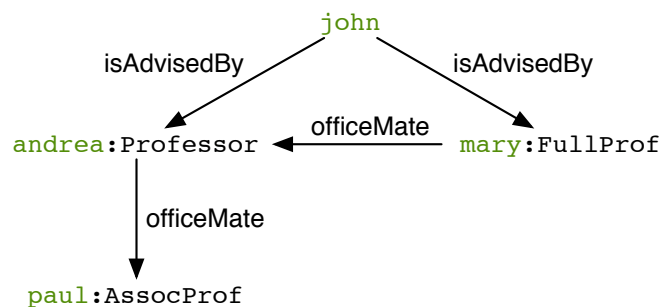 john
isAdvisedBy
isAdvisedBy
andrea:Professor
officeMate
mary:FullProf
officeMate
paul:AssocProf